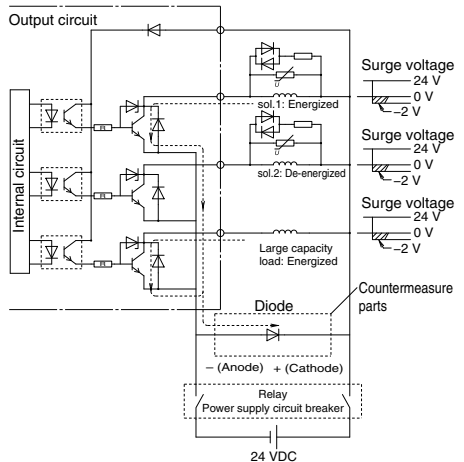 Output circuit
Internal circuit
Surge voltage
24 V
0 V
−2 V
sol.1: Energized
Surge voltage
24 V
0 V
−2 V
sol.2: De-energized
Surge voltage
24 V
0 V
−2 V
Large capacity
load: Energized
Countermeasure
parts
Diode
− (Anode) + (Cathode)
Relay
Power supply circuit breaker
24 VDC